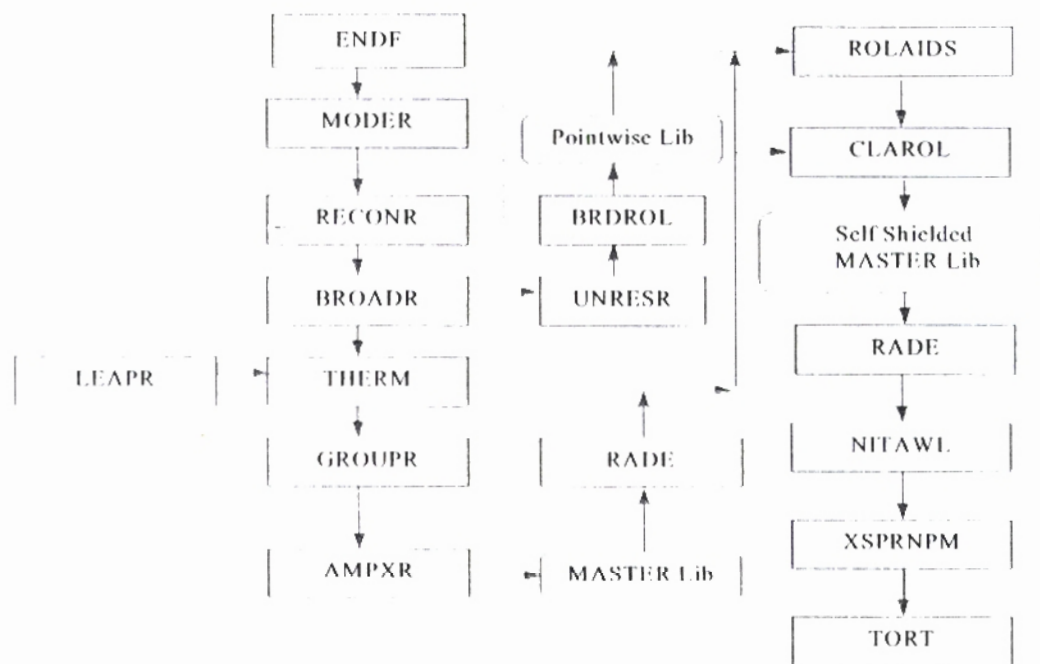 ENDF
MODER
RECONR
BROADR
LEAPR
THERM
GROUPR
AMPXR
Pointwise Lib
BRDROL
UNRESR
RADE
MASTER Lib
ROLAIDS
CLAROL
Self Shielded
MASTER Lib
RADE
NITAWL
XSPRNPM
TORT